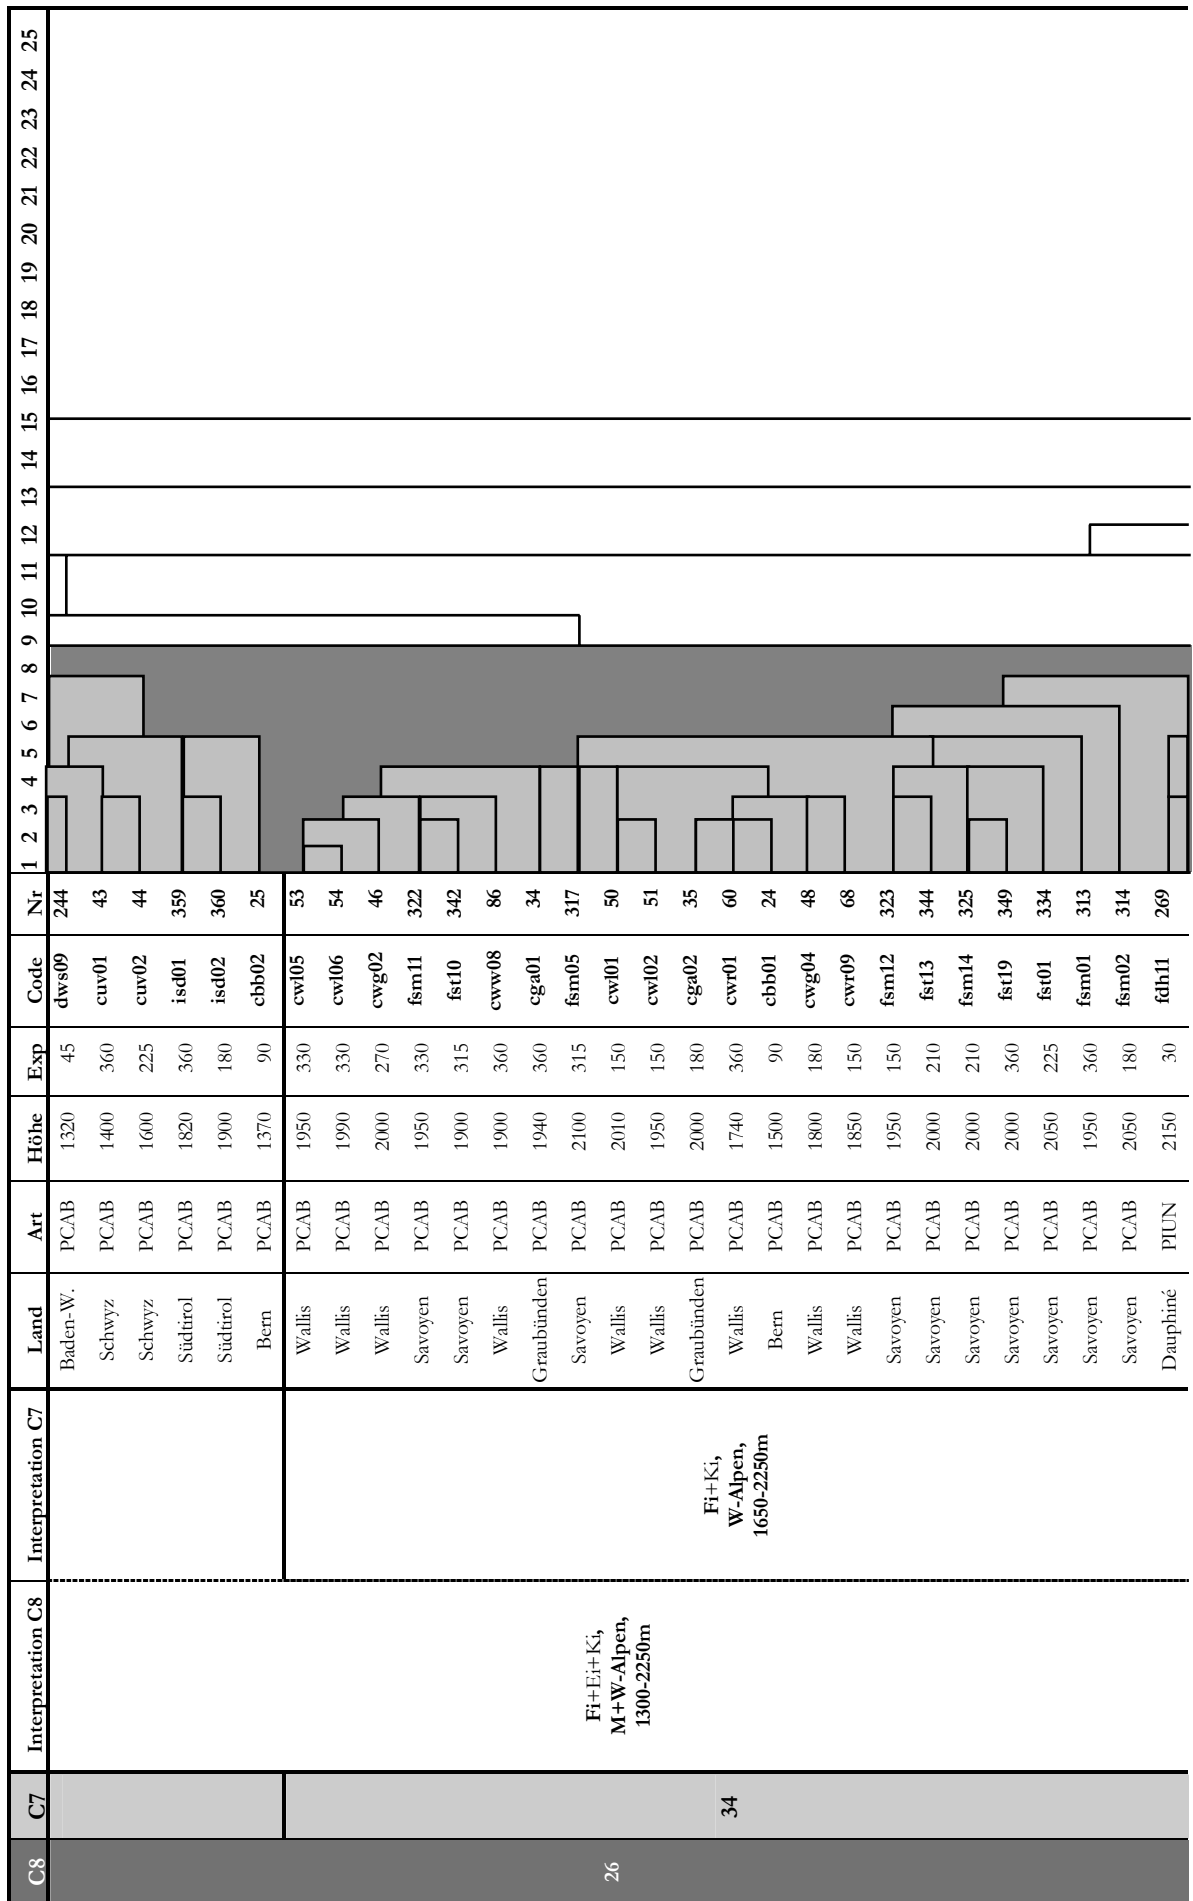 C8 C7 Interpretation C8 Interpretation C7 Land Art Höhe Exp Code Nr 1 2 3 4 5 6 7 8 9 10 11 12 13 14 15 16 17 18 19 20 21 22 23 24 25
Baden-W. PCAB 1320 45 dws09 244
Schwyz PCAB 1400 360 cuv01 43
Schwyz PCAB 1600 225 cuv02 44
Südtirol PCAB 1820 360 isd01 359
Südtirol PCAB 1900 180 isd02 360
Bern PCAB 1370 90 cbb02 25
Wallis PCAB 1950 330 cwl05 53
Wallis PCAB 1990 330 cwl06 54
Wallis PCAB 2000 270 cwg02 46
Savoyen PCAB 1950 330 fsm11 322
Savoyen PCAB 1900 315 fst10 342
Wallis PCAB 1900 360 cww08 86
Graubünden PCAB 1940 360 cga01 34
Savoyen PCAB 2100 315 fsm05 317
Wallis PCAB 2010 150 cwl01 50
Wallis PCAB 1950 150 cwl02 51
Graubünden PCAB 2000 180 cga02 35
Wallis PCAB 1740 360 cwr01 60
Bern PCAB 1500 90 cbb01 24
Wallis PCAB 1800 180 cwg04 48
Wallis PCAB 1850 150 cwr09 68
Savoyen PCAB 1950 150 fsm12 323
Savoyen PCAB 2000 210 fst13 344
Savoyen PCAB 2000 210 fsm14 325
Savoyen PCAB 2000 360 fst19 349
Savoyen PCAB 2050 225 fst01 334
Savoyen PCAB 1950 360 fsm01 313
Savoyen PCAB 2050 180 fsm02 314
Dauphiné PIUN 2150 30 fdh11 269
26
Fi+Ei+Ki,
M+W-Alpen,
1300-2250m
34
Fi+Ki,
W-Alpen,
1650-2250m